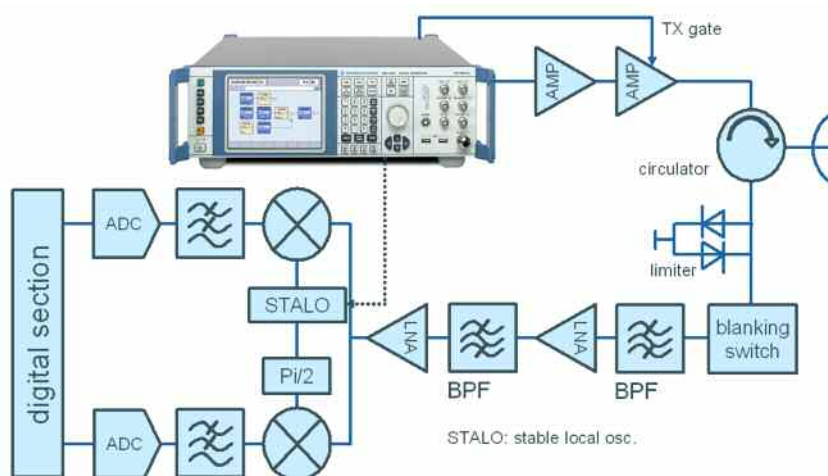 TX gate
AMP
AMP
circulator
limiter
ADC
STALO
LNA
LNA
blanking
switch
digital section
Pi/2
BPF
BPF
ADC
STALO: stable local osc.